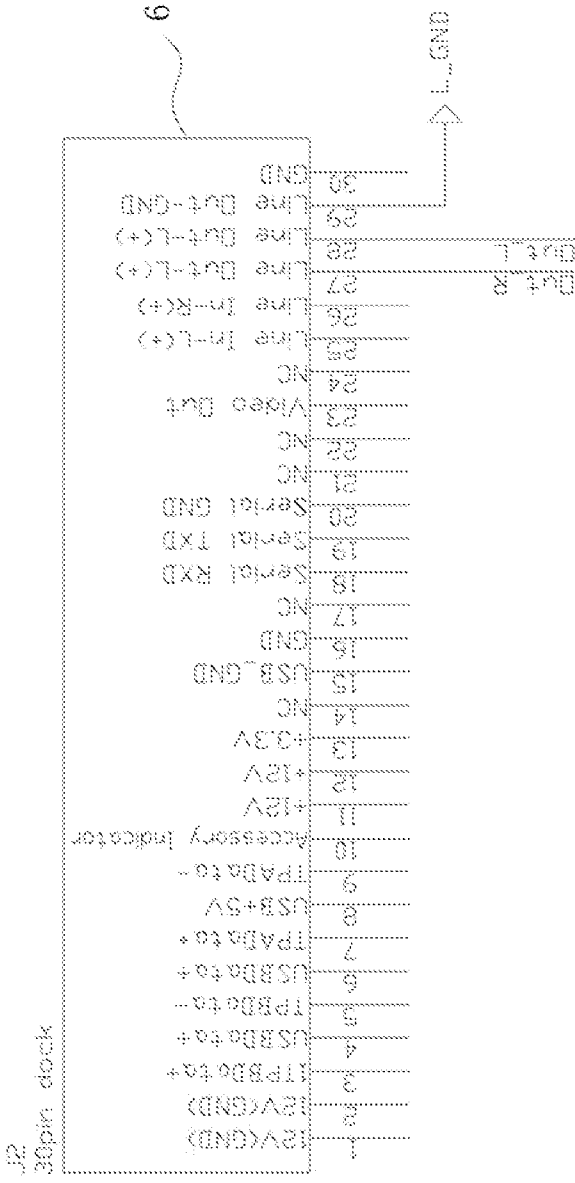 J2
30pin dock
6
12V(GND) 1
12V(GND) 2
1TPBData+ 3
USBData+ 4
TPBData- 5
USBData+ 6
TPAData+ 7
USB+5V 8
TPAData- 9
Accessory Indicator 10
+12V 11
+12V 12
+3.3V 13
NC 14
USB_GND 15
GND 16
NC 17
Serial RXD 18
Serial TXD 19
Serial GND 20
NC 21
NC 22
Video Out 23
NC 24
Line In-L(+) 25
Line In-R(+) 26
Line Out-L(+) 27
Out_R
Line Out-L(+) 28
Out_L
Line Out-GND 29
GND 30
L_GND